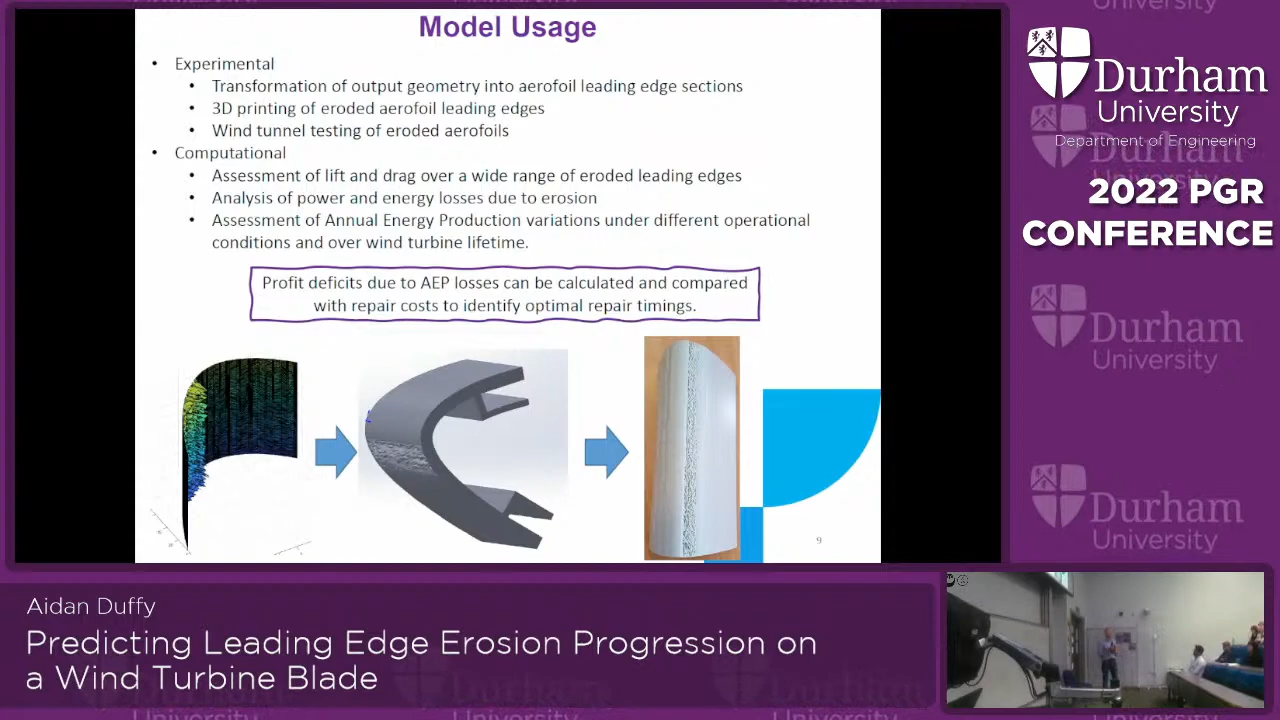 Model Usage
• Experimental
• Transformation of output geometry into aerofoil leading edge sections
• 3D printing of eroded aerofoil leading edges
• Wind tunnel testing of eroded aerofoils
• Computational
• Assessment of lift and drag over a wide range of eroded leading edges
• Analysis of power and energy losses due to erosion
• Assessment of Annual Energy Production variations under different operational
conditions and over wind turbine lifetime.
Profit deficits due to AEP losses can be calculated and compared
with repair costs to identify optimal repair timings.
9
Durham
University
Department of Engineering
Durham
2022 PGR
CONFERENCE
Durham
University
Durham
University
Aidan Duffy
Predicting Leading Edge Erosion Progression on
a Wind Turbine Blade